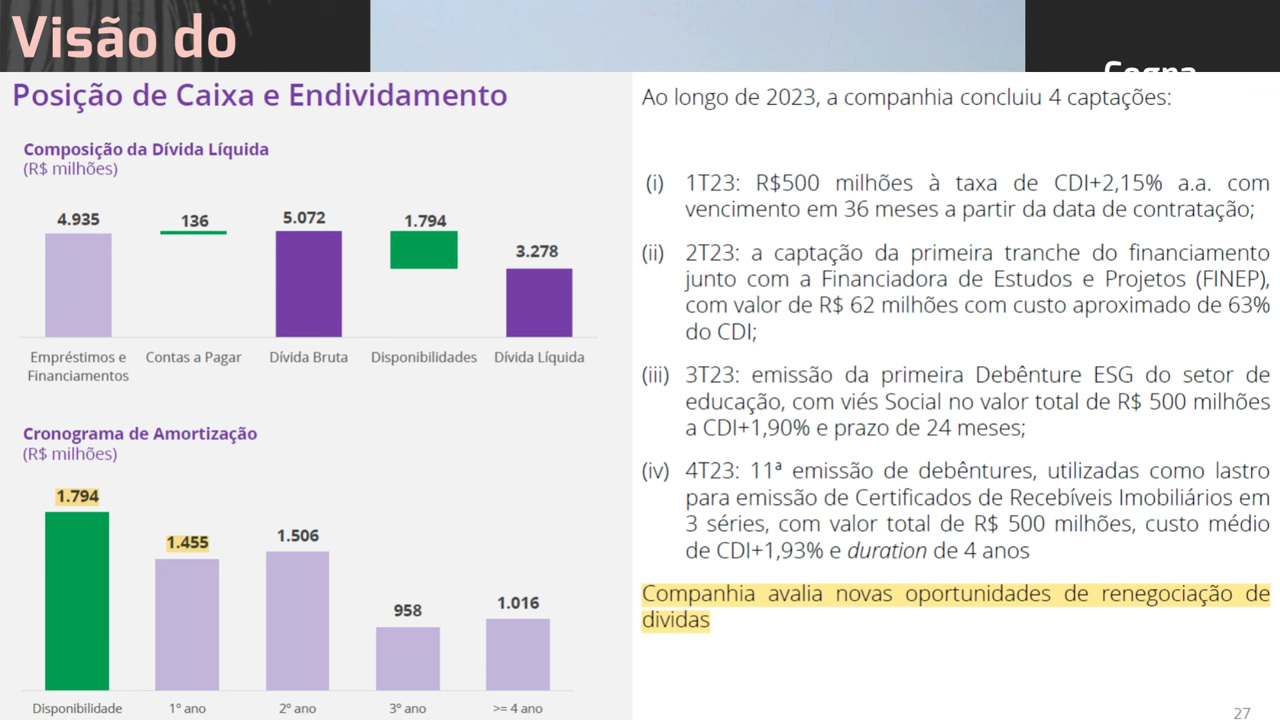 Visão do
Cogna
Posição de Caixa e Endividamento
Composição da Dívida Líquida
(R$ milhões)
4.935
136
5.072
1.794
3.278
Empréstimos e
Financiamentos
Contas a Pagar
Dívida Bruta
Disponibilidades
Dívida Líquida
Cronograma de Amortização
(R$ milhões)
1.794
1.455
1.506
958
1.016
Disponibilidade
1º ano
2º ano
3º ano
>= 4 ano
Ao longo de 2023, a companhia concluiu 4 captações:
(i) 1T23: R$500 milhões à taxa de CDI+2,15% a.a. com
vencimento em 36 meses a partir da data de contratação;
(ii) 2T23: a captação da primeira tranche do financiamento
junto com a Financiadora de Estudos e Projetos (FINEP),
com valor de R$ 62 milhões com custo aproximado de 63%
do CDI;
(iii) 3T23: emissão da primeira Debênture ESG do setor de
educação, com viés Social no valor total de R$ 500 milhões
a CDI+1,90% e prazo de 24 meses;
(iv) 4T23: 11ª emissão de debêntures, utilizadas como lastro
para emissão de Certificados de Recebíveis Imobiliários em
3 séries, com valor total de R$ 500 milhões, custo médio
de CDI+1,93% e duration de 4 anos
Companhia avalia novas oportunidades de renegociação de
dividas
27